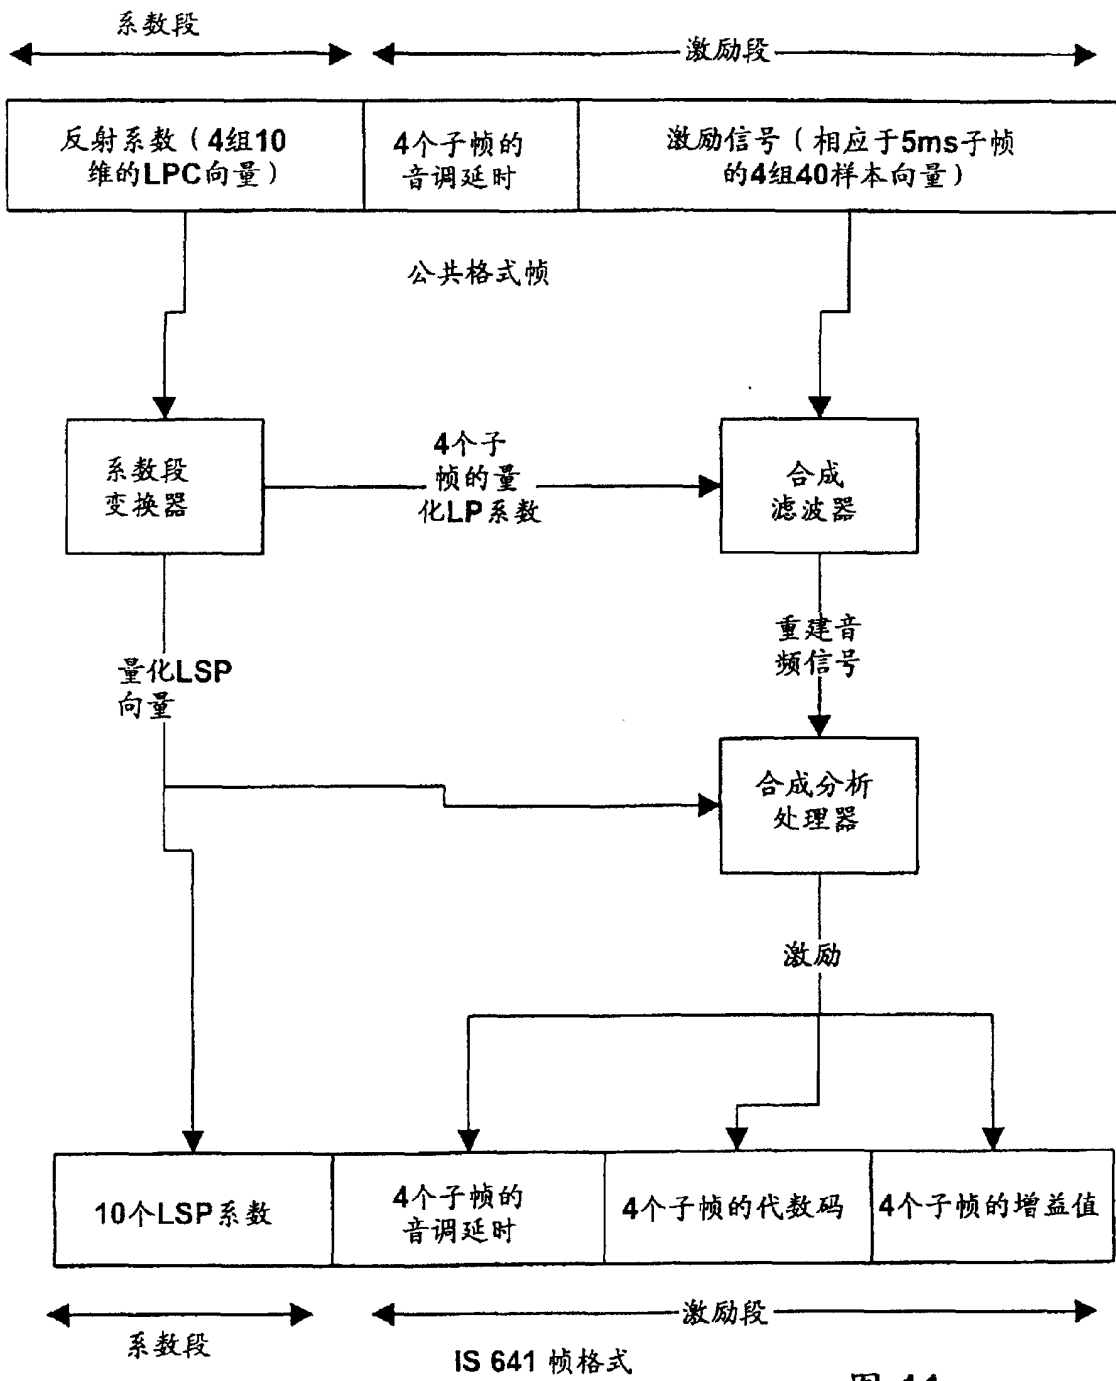 系数段
激励段
反射系数（4组10
维的LPC向量）
4个子帧的
音调延时
激励信号（相应于5ms子帧
的4组40样本向量）
公共格式帧
系数段
变换器
4个子
帧的量
化LP系数
合成
滤波器
量化LSP
向量
重建音
频信号
合成分析
处理器
激励
10个LSP系数
4个子帧的
音调延时
4个子帧的代数码
4个子帧的增益值
系数段
激励段
IS 641 帧格式